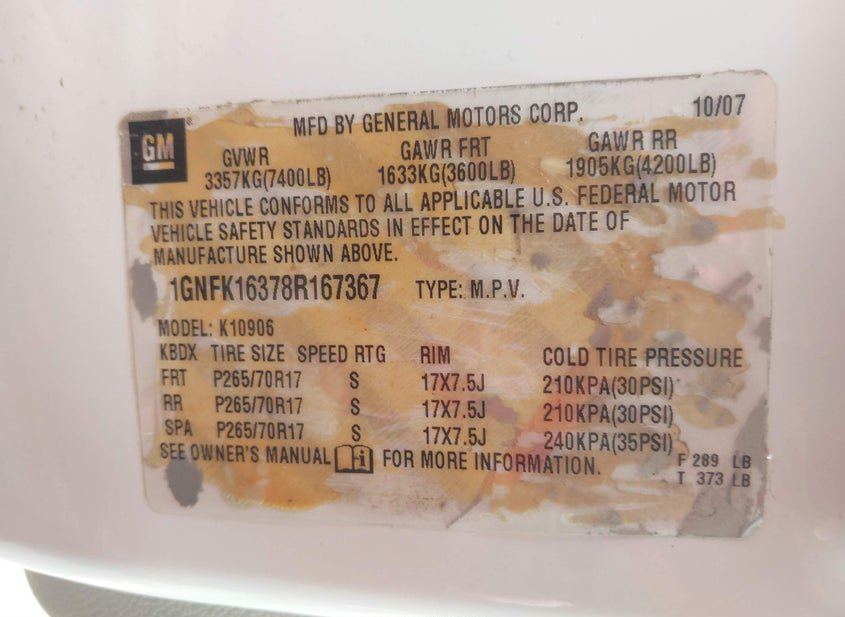 10/07
MFD BY GENERAL MOTORS CORP.
GM
GVWR GAWR FRT GAWR RR
3357KG(7400LB) 1633KG(3600LB) 1905KG(4200LB)
THIS VEHICLE CONFORMS TO ALL APPLICABLE U.S. FEDERAL MOTOR
VEHICLE SAFETY STANDARDS IN EFFECT ON THE DATE OF
MANUFACTURE SHOWN ABOVE.
1GNFK16378R167367 TYPE: M.P.V.
MODEL: K10906
KBDX TIRE SIZE SPEED RTG RIM COLD TIRE PRESSURE
FRT P265/70R17 S 17X7.5J 210KPA(30PSI)
RR P265/70R17 S 17X7.5J 210KPA(30PSI)
SPA P265/70R17 S 17X7.5J 240KPA(35PSI)
SEE OWNER'S MANUAL FOR MORE INFORMATION.
F 289 LB
T 373 LB